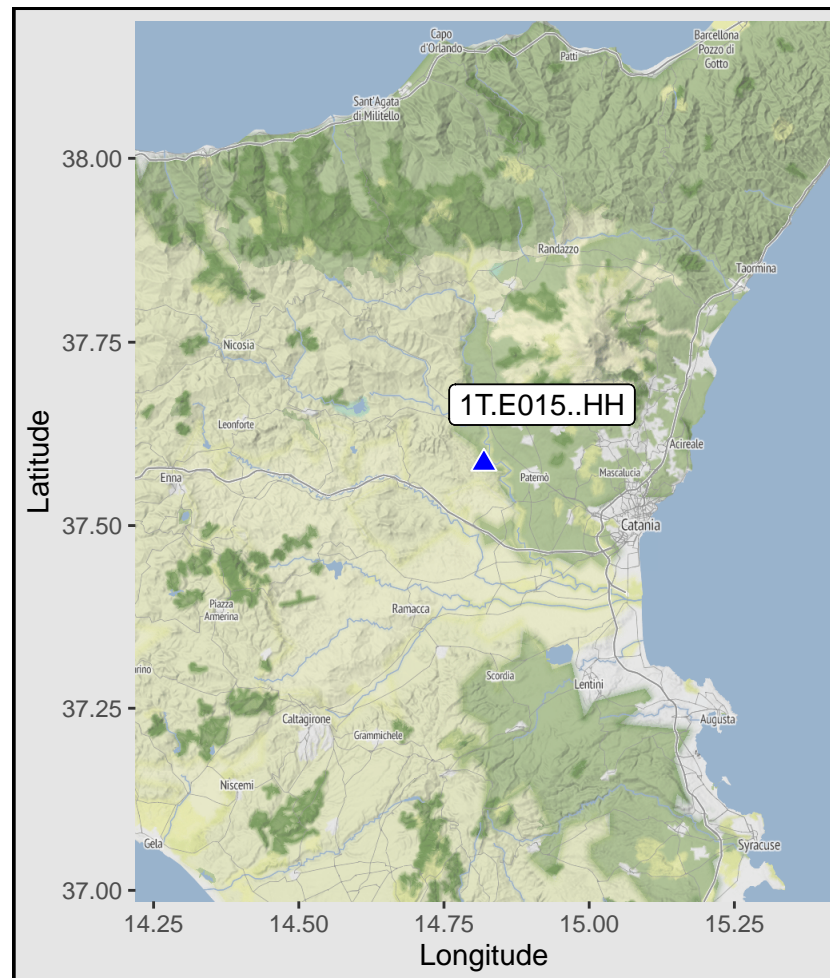 Capo
d'Orlando
Barcellona
Pozzo di
Gotto
Patti
Sant'Agata
di Militello
38.00
Randazzo
Taormina
37.75
Nicosia
1T.E015..HH
Leonforte
Acireale
Enna
Paternò
Mascalucia
37.50
Catania
Latitude
Piazza
Armerina
Ramacca
arino
Scordia
Lentini
37.25
Caltagirone
Augusta
Grammichele
Niscemi
Gela
Syracuse
37.00
14.25
14.50
14.75
15.00
15.25
Longitude